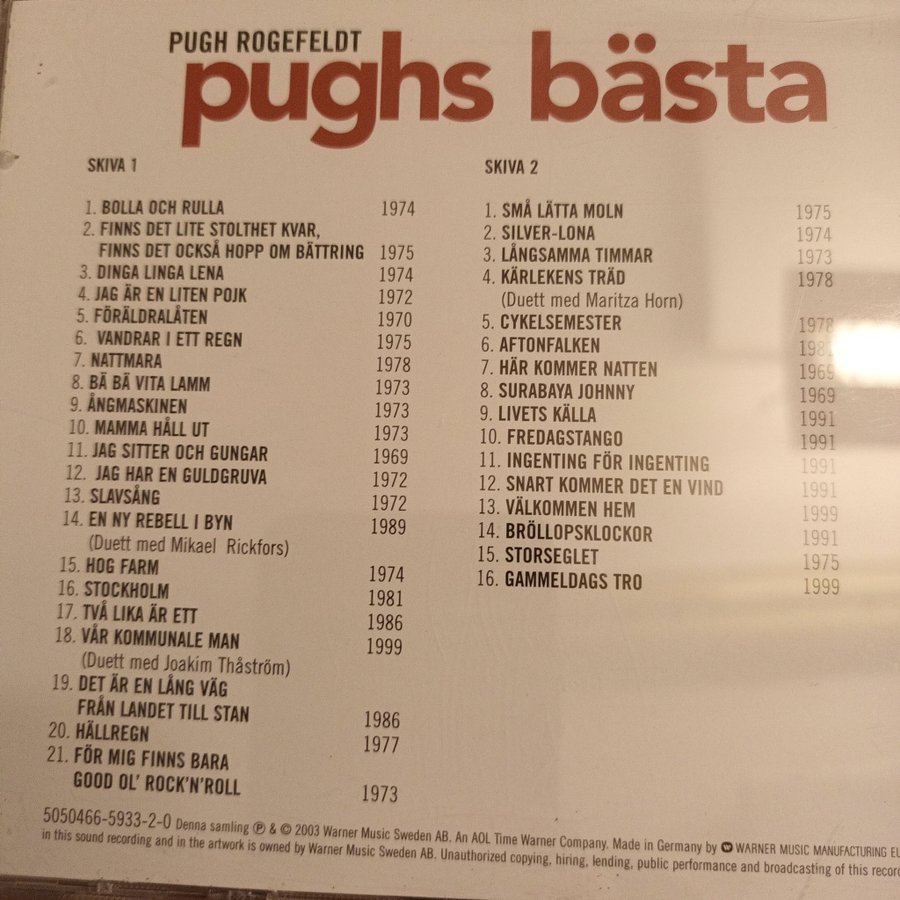 PUGH ROGEFELDT
pughs bästa
SKIVA 1
1. BOLLA OCH RULLA 1974
2. FINNS DET LITE STOLTHET KVAR,
FINNS DET OCKSÅ HOPP OM BÄTTRING 1975
3. DINGA LINGA LENA 1974
4. JAG ÄR EN LITEN POJK 1972
5. FÖRÄLDRALÅTEN 1970
6. VANDRAR I ETT REGN 1975
7. NATTMARA 1978
8. BÄ BÄ VITA LAMM 1973
9. ÅNGMASKINEN 1973
10. MAMMA HÅLL UT 1973
11. JAG SITTER OCH GUNGAR 1969
12. JAG HAR EN GULDGRUVA 1972
13. SLAVSÅNG 1972
14. EN NY REBELL I BYN 1989
(Duett med Mikael Rickfors)
15. HOG FARM 1974
16. STOCKHOLM 1981
17. TVÅ LIKA ÄR ETT 1986
18. VÅR KOMMUNALE MAN 1999
(Duett med Joakim Thåström)
19. DET ÄR EN LÅNG VÄG
FRÅN LANDET TILL STAN 1986
20. HÄLLREGN 1977
21. FÖR MIG FINNS BARA
GOOD OL' ROCK'N'ROLL 1973
SKIVA 2
1. SMÅ LÄTTA MOLN 1975
2. SILVER-LONA 1974
3. LÅNGSAMMA TIMMAR 1973
4. KÄRLEKENS TRÄD 1978
(Duett med Maritza Horn)
5. CYKELSEMESTER 1978
6. AFTONFALKEN
7. HÄR KOMMER NATTEN 1969
8. SURABAYA JOHNNY 1969
9. LIVETS KÄLLA 1991
10. FREDAGSTANGO 1991
11. INGENTING FÖR INGENTING 1991
12. SNART KOMMER DET EN VIND 1991
13. VÄLKOMMEN HEM 1999
14. BRÖLLOPSKLOCKOR 1991
15. STORSEGLET 1975
16. GAMMELDAGS TRO 1999
5050466-5933-2-0 Denna samling ℗ & © 2003 Warner Music Sweden AB. An AOL Time Warner Company. Made in Germany by WARNER MUSIC MANUFACTURING
in this sound recording and in the artwork is owned by Warner Music Sweden AB. Unauthorized copying, hiring, lending, public performance and broadcasting of this